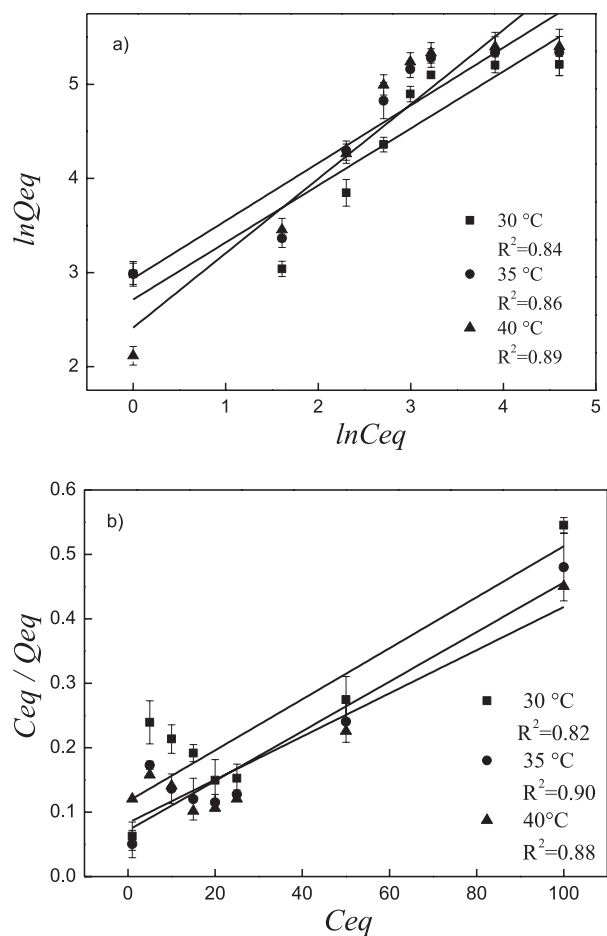 a)
5
4
3
2
lnQeq
30 °C
R²=0.84
35 °C
R²=0.86
40 °C
R²=0.89
0 1 2 3 4 5
lnCeq
b)
0.6
0.5
0.4
0.3
0.2
0.1
0.0
Ceq / Qeq
30 °C
R²=0.82
35 °C
R²=0.90
40°C
R²=0.88
0 20 40 60 80 100
Ceq